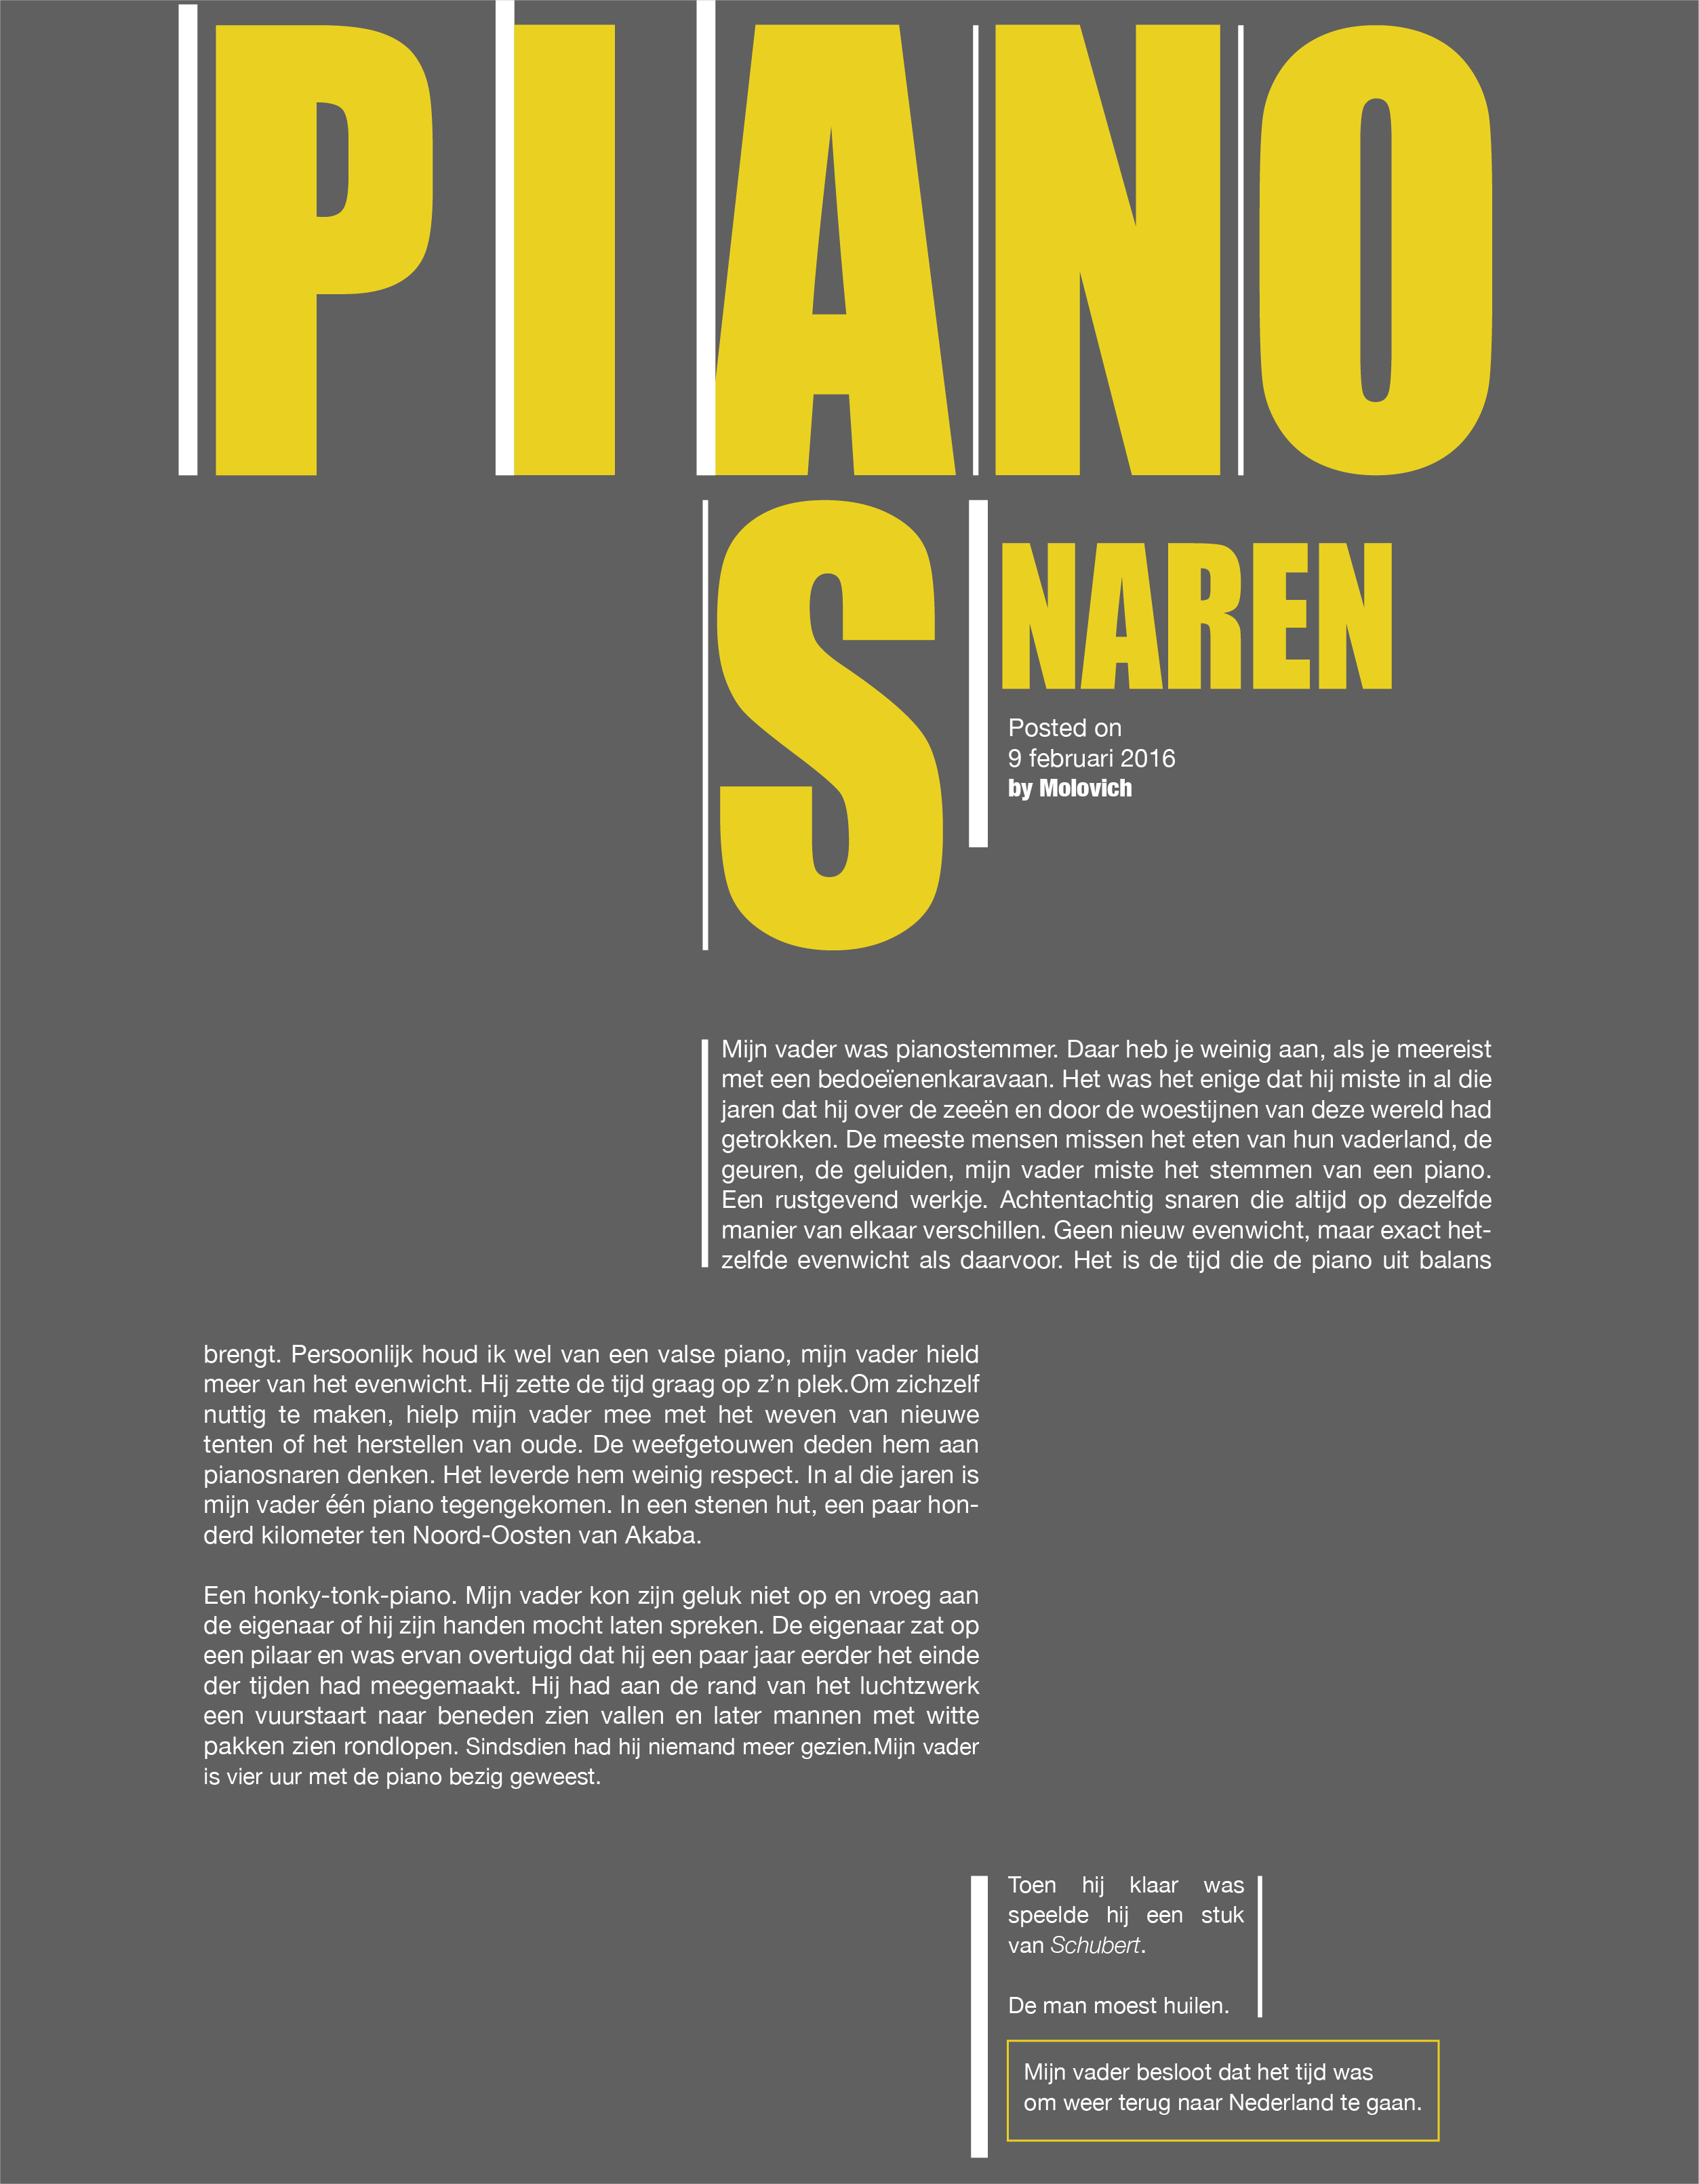 PIANO
S
NAREN
Posted on
9 februari 2016
by Molovich
Mijn vader was pianostemmer. Daar heb je weinig aan, als je meereist
met een bedoeïenenkaravaan. Het was het enige dat hij miste in al die
jaren dat hij over de zeeën en door de woestijnen van deze wereld had
getrokken. De meeste mensen missen het eten van hun vaderland, de
geuren, de geluiden, mijn vader miste het stemmen van een piano.
Een rustgevend werkje. Achtentachtig snaren die altijd op dezelfde
manier van elkaar verschillen. Geen nieuw evenwicht, maar exact het-
zelfde evenwicht als daarvoor. Het is de tijd die de piano uit balans
brengt. Persoonlijk houd ik wel van een valse piano, mijn vader hield
meer van het evenwicht. Hij zette de tijd graag op z’n plek.Om zichzelf
nuttig te maken, hielp mijn vader mee met het weven van nieuwe
tenten of het herstellen van oude. De weefgetouwen deden hem aan
pianosnaren denken. Het leverde hem weinig respect. In al die jaren is
mijn vader één piano tegengekomen. In een stenen hut, een paar hon-
derd kilometer ten Noord-Oosten van Akaba.
Een honky-tonk-piano. Mijn vader kon zijn geluk niet op en vroeg aan
de eigenaar of hij zijn handen mocht laten spreken. De eigenaar zat op
een pilaar en was ervan overtuigd dat hij een paar jaar eerder het einde
der tijden had meegemaakt. Hij had aan de rand van het luchtzwerk
een vuurstaart naar beneden zien vallen en later mannen met witte
pakken zien rondlopen. Sindsdien had hij niemand meer gezien.Mijn vader
is vier uur met de piano bezig geweest.
Toen hij klaar was
speelde hij een stuk
van Schubert.
De man moest huilen.
Mijn vader besloot dat het tijd was
om weer terug naar Nederland te gaan.